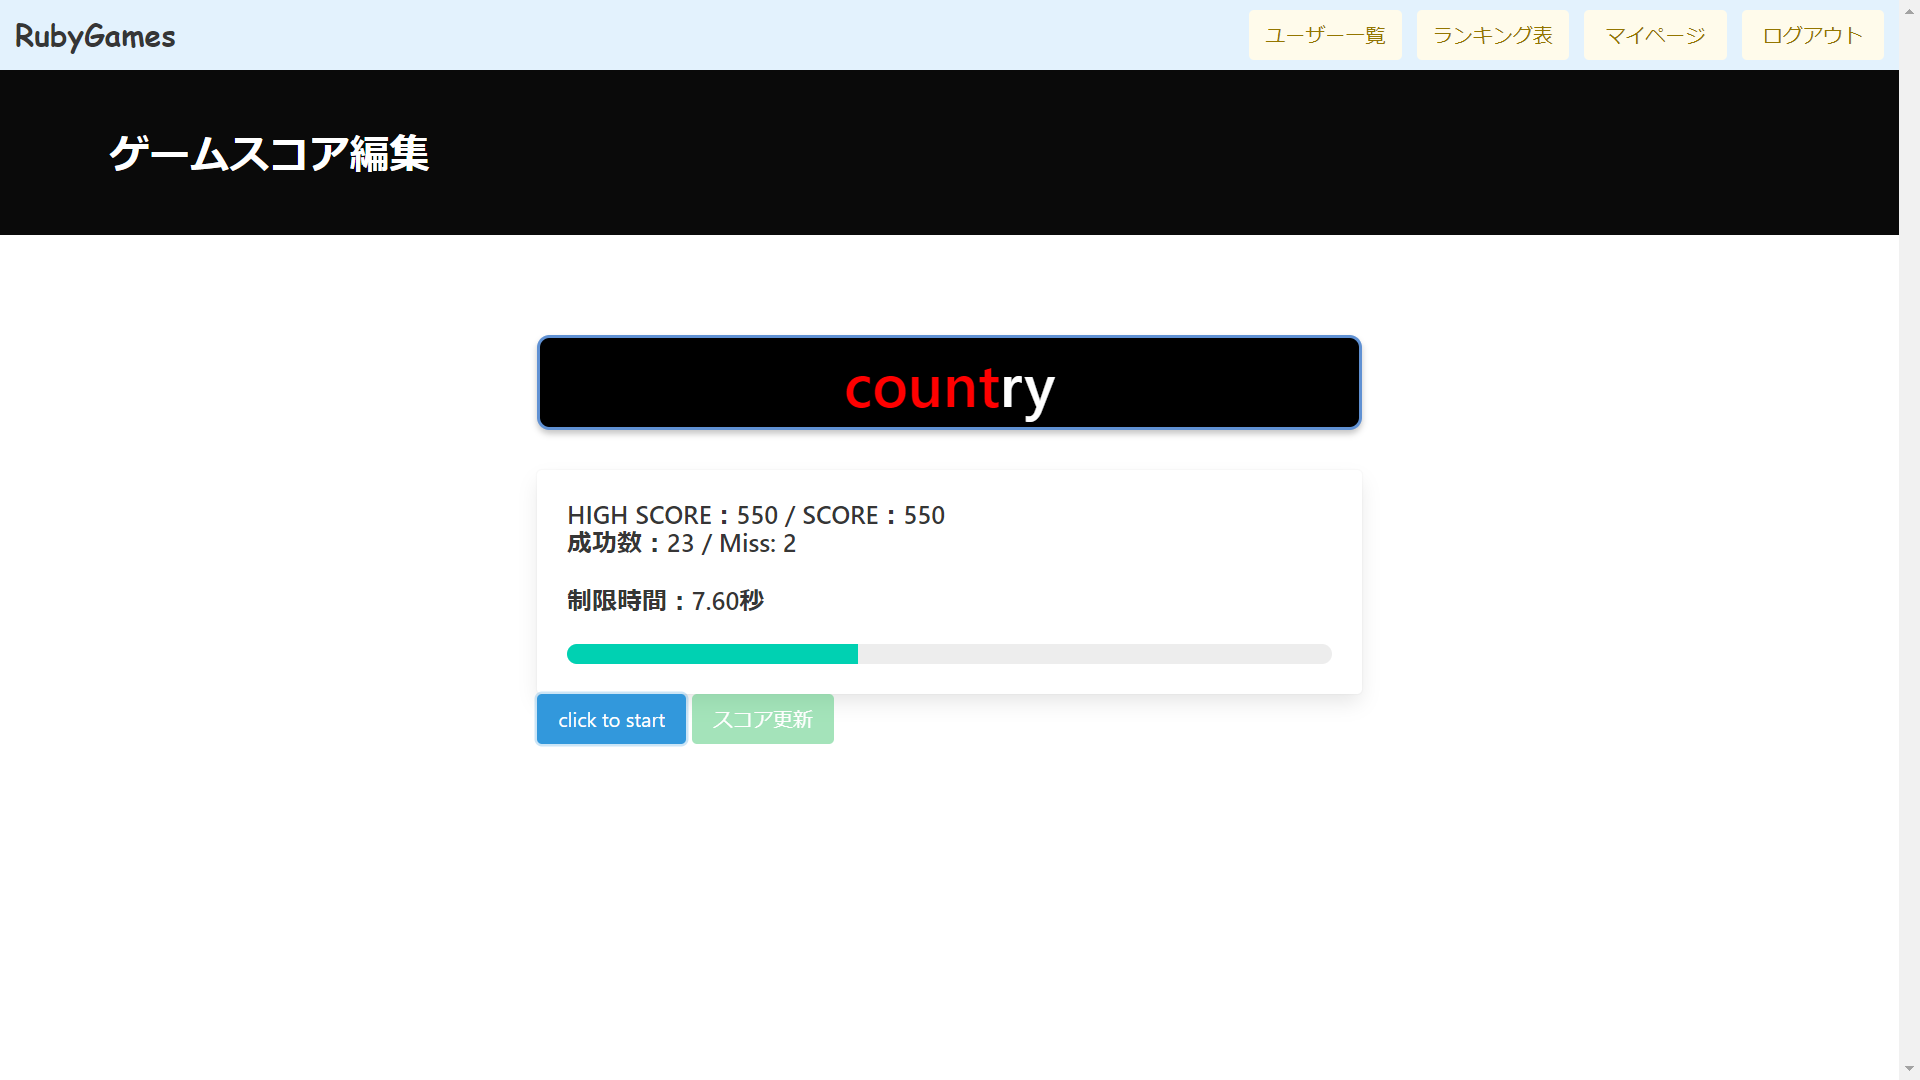 RubyGames
ユーザー一覧
ランキング表
マイページ
ログアウト
ゲームスコア編集
country
HIGH SCORE：550 / SCORE：550
成功数：23 / Miss: 2
制限時間：7.60秒
click to start
スコア更新